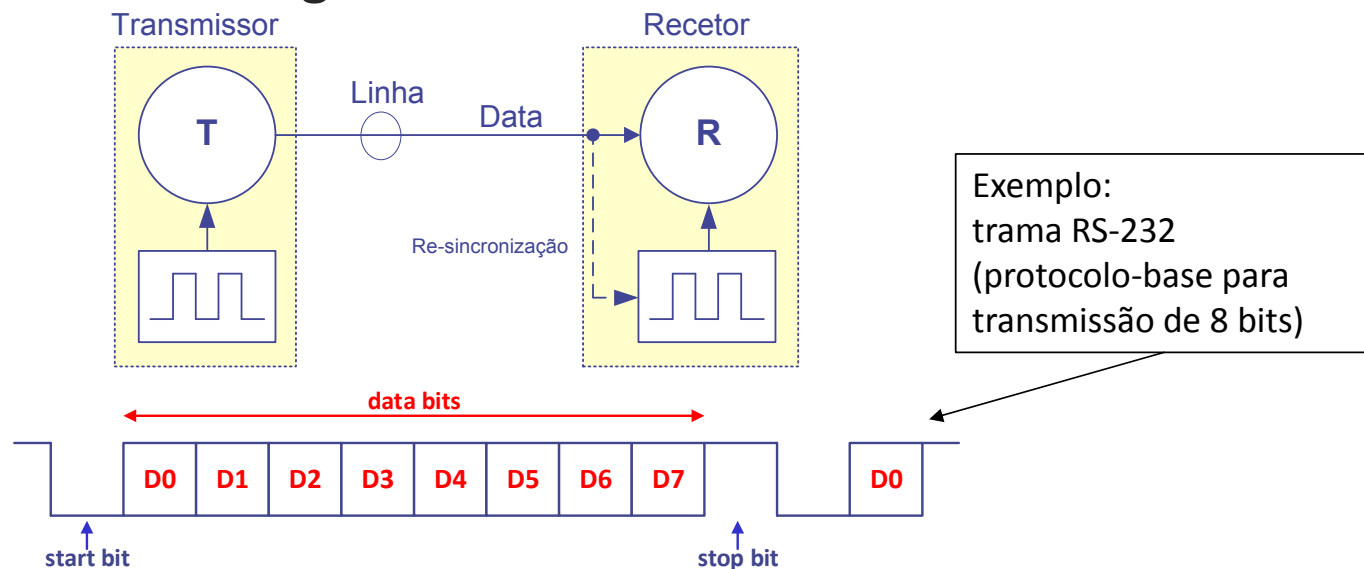 Transmissor
Recetor
Linha
Data
T
R
Re-sincronização
Exemplo:
trama RS-232
(protocolo-base para
transmissão de 8 bits)
data bits
D0 D1 D2 D3 D4 D5 D6 D7 D0
start bit
stop bit